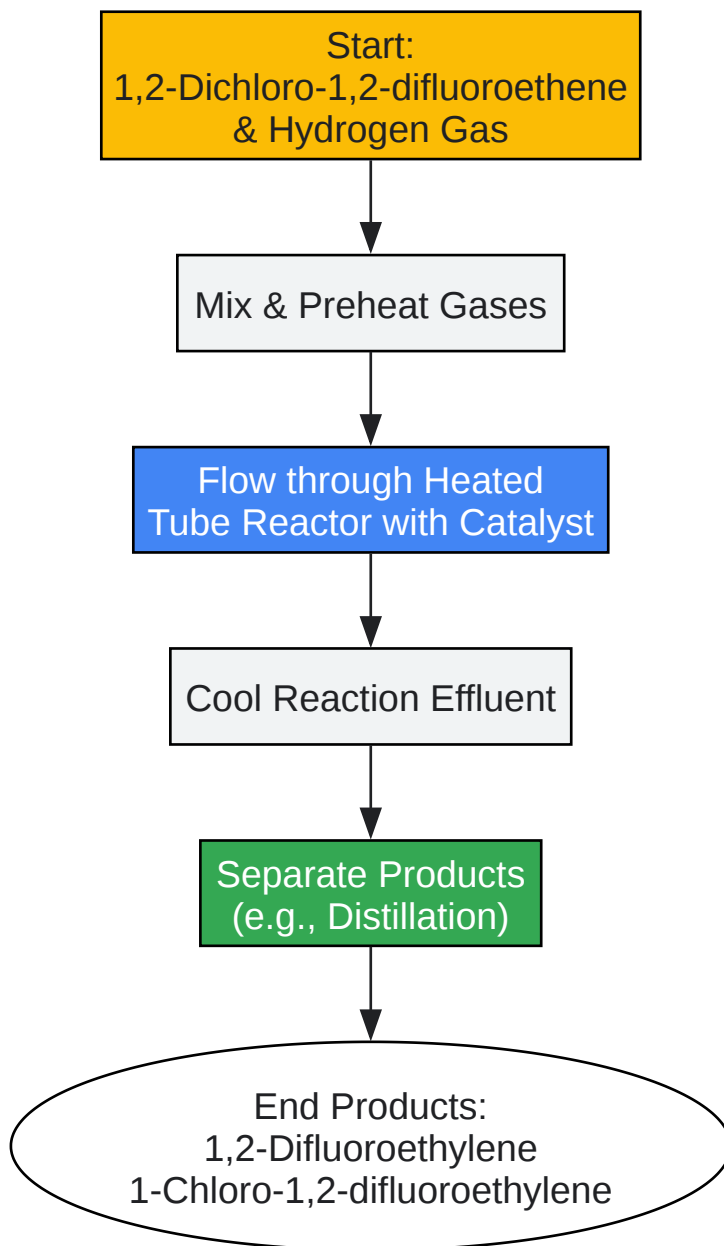 Start:
1,2-Dichloro-1,2-difluoroethene
& Hydrogen Gas
Mix & Preheat Gases
Flow through Heated
Tube Reactor with Catalyst
Cool Reaction Effluent
Separate Products
(e.g., Distillation)
End Products:
1,2-Difluoroethylene
1-Chloro-1,2-difluoroethylene